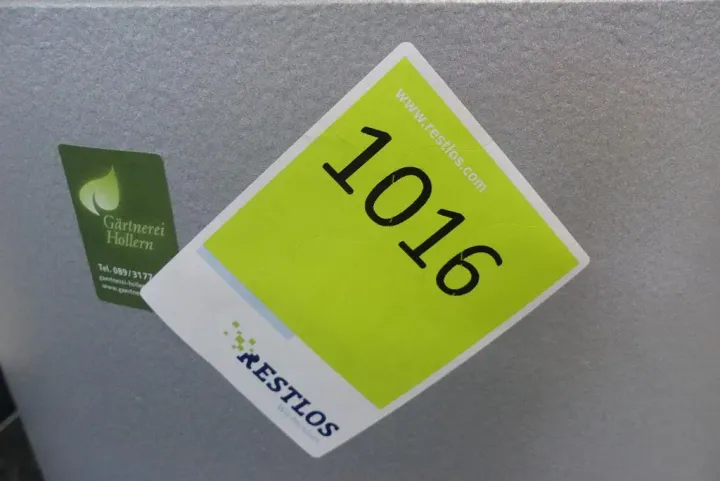 Gärtnerei
Hollern
Tel. 089/3177
www.restlos.com
1016
RESTLOS